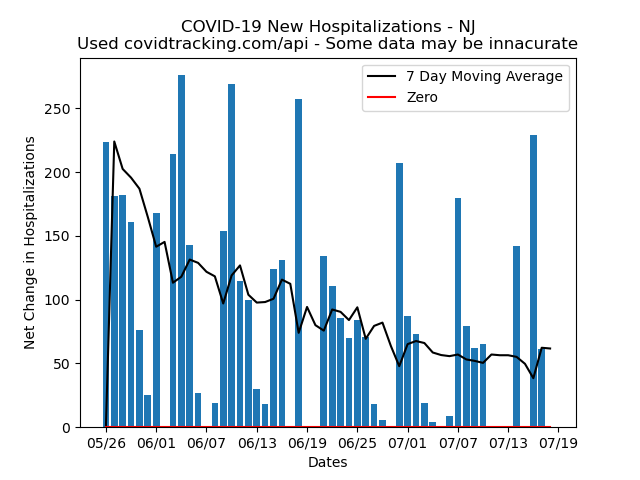 COVID-19 New Hospitalizations - NJ
Used covidtracking.com/api - Some data may be innacurate
7 Day Moving Average
Zero
Net Change in Hospitalizations
250
200
150
100
50
0
05/26 06/01 06/07 06/13 06/19 06/25 07/01 07/07 07/13 07/19
Dates